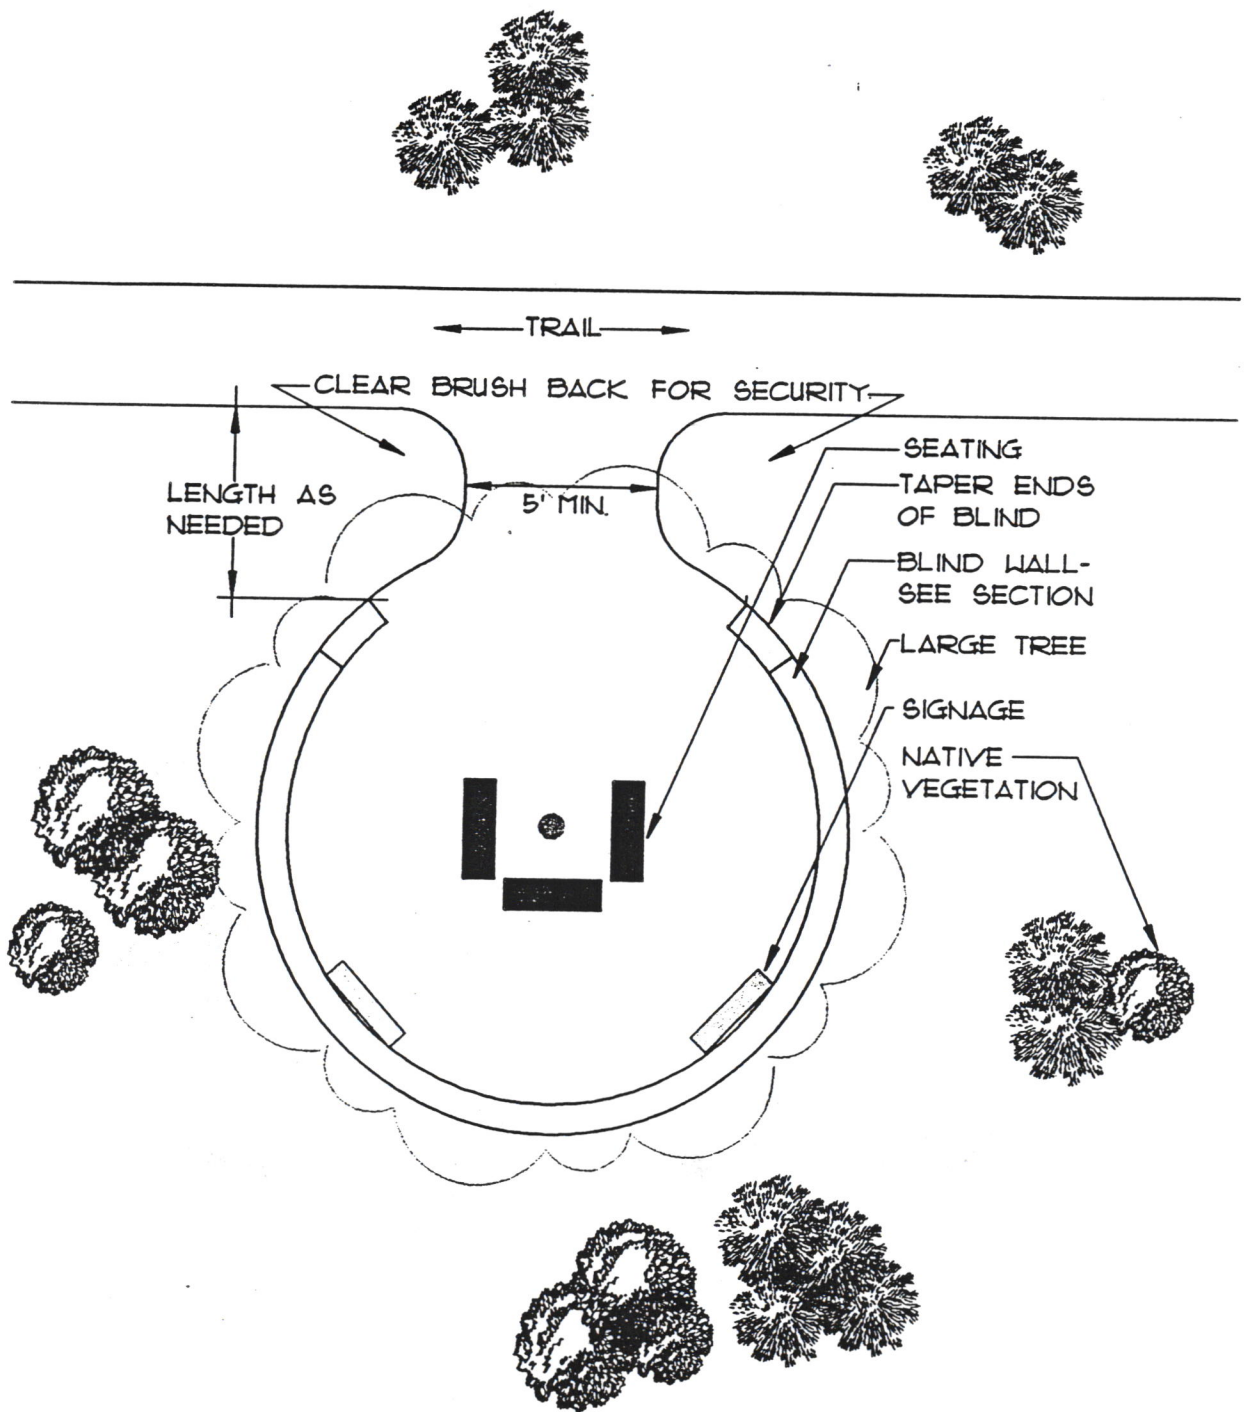 TRAIL
CLEAR BRUSH BACK FOR SECURITY
SEATING
LENGTH AS
NEEDED
5' MIN.
TAPER ENDS
OF BLIND
BLIND WALL-
SEE SECTION
LARGE TREE
SIGNAGE
NATIVE
VEGETATION